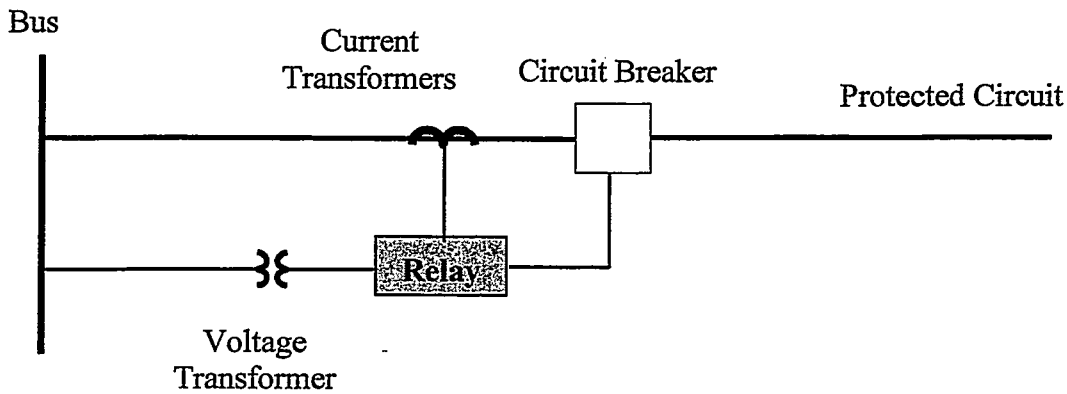 Bus
Current
Transformers
Circuit Breaker
Protected Circuit
Relay
Voltage
Transformer